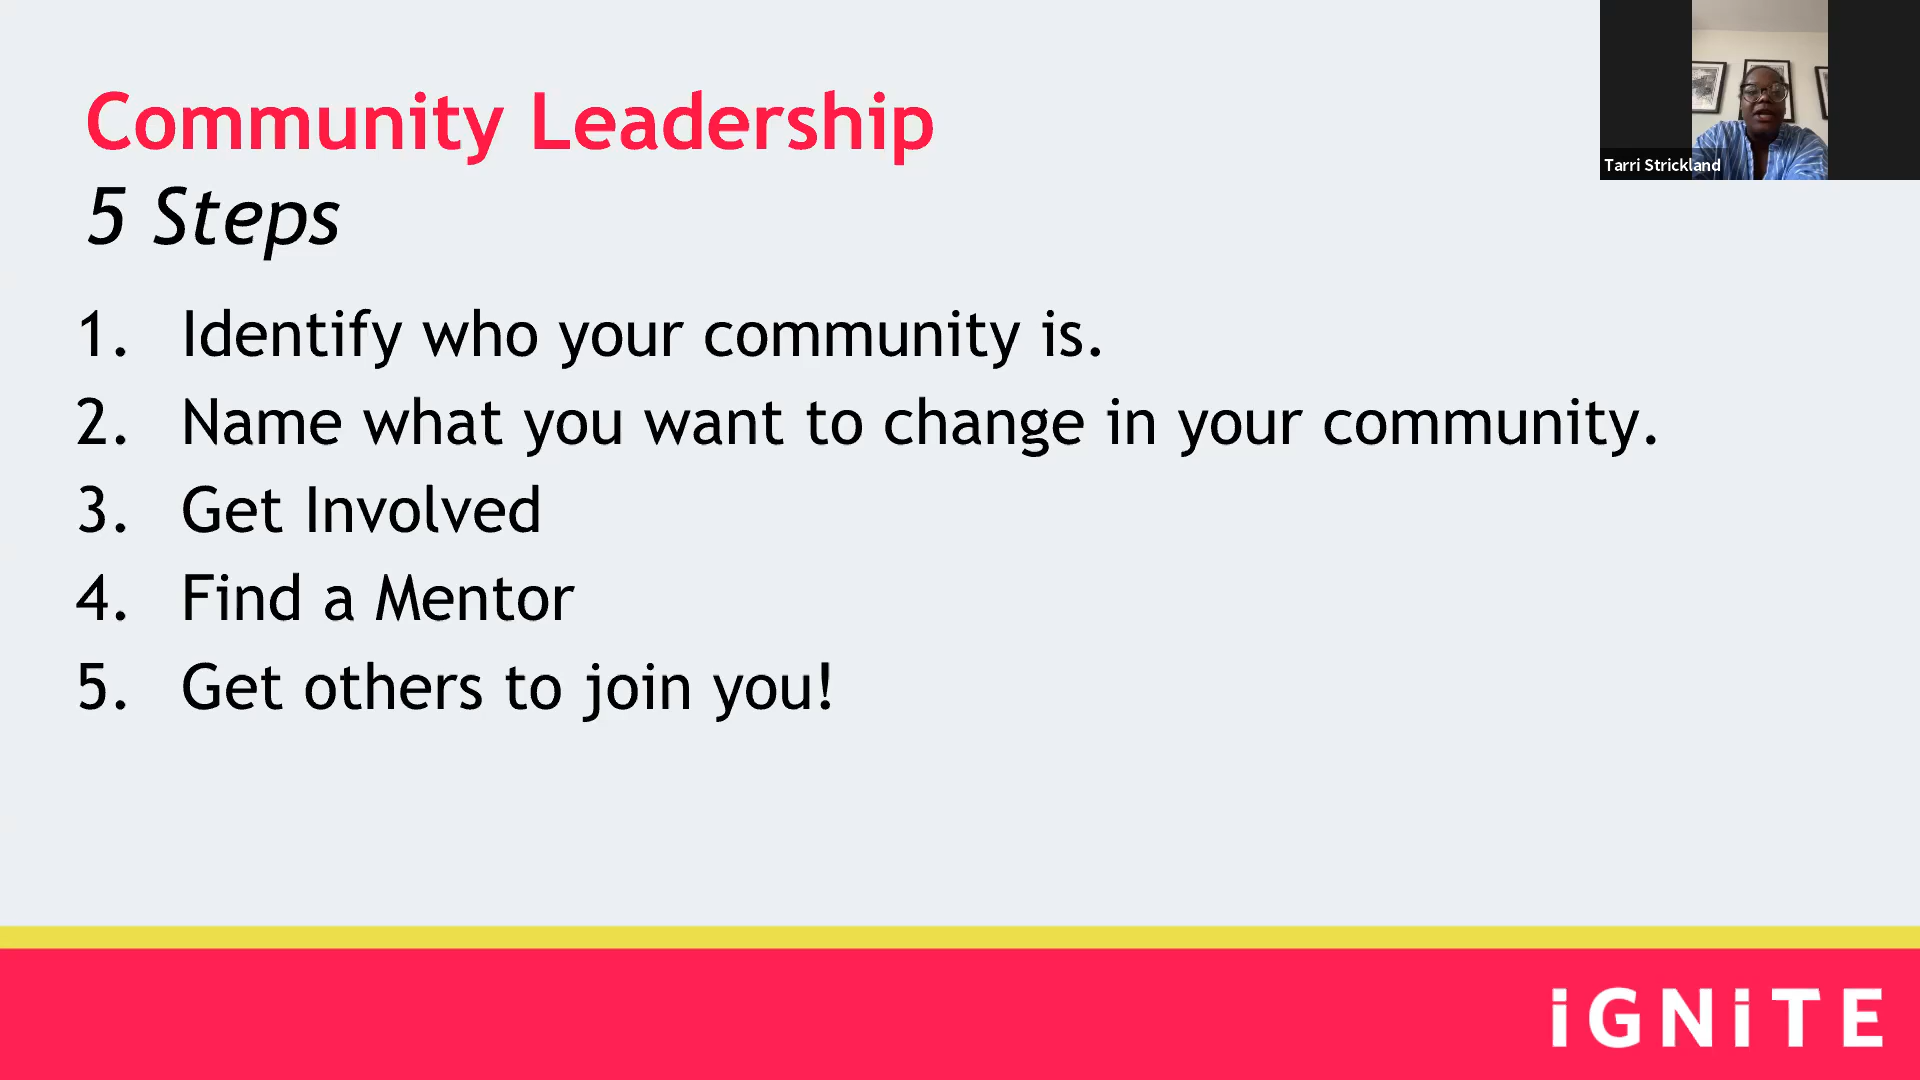 Community Leadership
5 Steps
1. Identify who your community is.
2. Name what you want to change in your community.
3. Get Involved
4. Find a Mentor
5. Get others to join you!
Tarri Strickland
iGNiTE